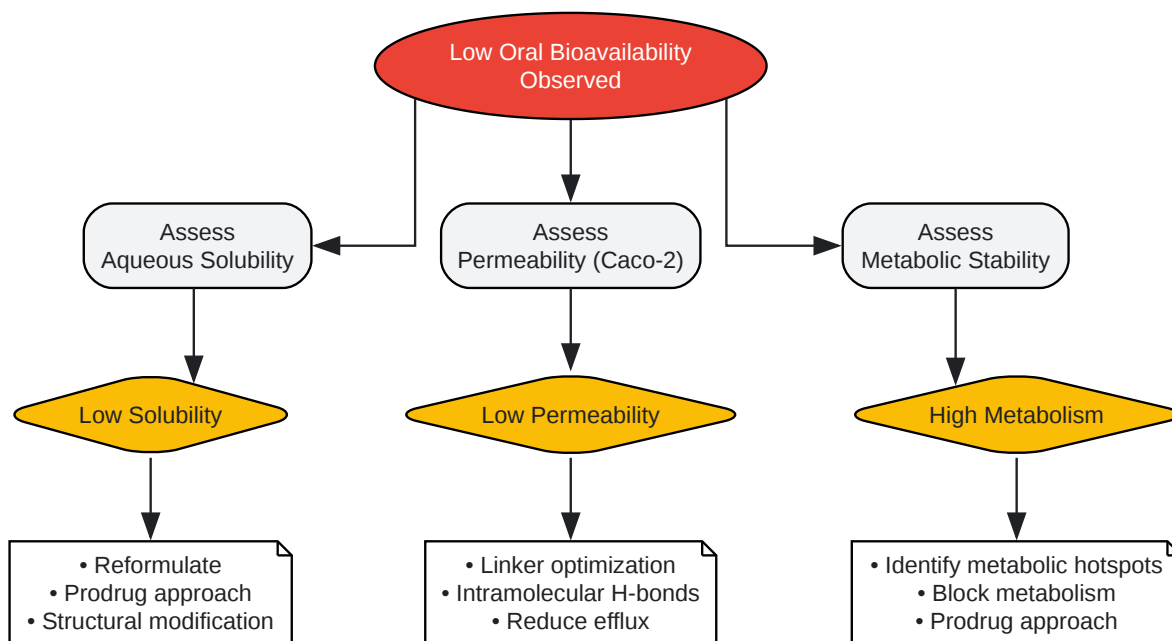 Low Oral Bioavailability
Observed
Assess
Aqueous Solubility
Assess
Permeability (Caco-2)
Assess
Metabolic Stability
Low Solubility
Low Permeability
High Metabolism
• Reformulate
• Prodrug approach
• Structural modification
• Linker optimization
• Intramolecular H-bonds
• Reduce efflux
• Identify metabolic hotspots
• Block metabolism
• Prodrug approach